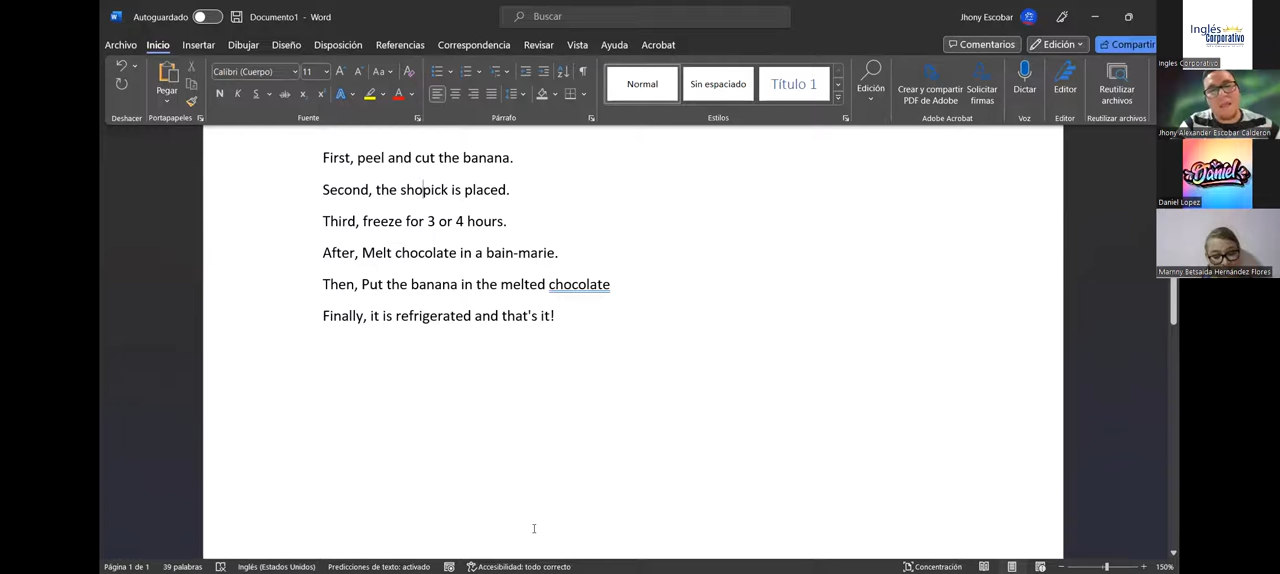 Autoguardado
Documento1 - Word
Buscar
Jhony Escobar
Archivo Inicio Insertar Dibujar Diseño Disposición Referencias Correspondencia Revisar Vista Ayuda Acrobat
Comentarios Edición Compartir
Pegar
Calibri (Cuerpo) 11
Aa
N K S ab x x A A
Normal
Sin espaciado
Título 1
Edición
Crear y compartir PDF de Adobe
Solicitar firmas
Dictar
Editor
Reutilizar archivos
Deshacer Portapapeles Fuente Párrafo Estilos Adobe Acrobat Voz Editor Reutilizar archivos
First, peel and cut the banana.
Second, the shopick is placed.
Third, freeze for 3 or 4 hours.
After, Melt chocolate in a bain-marie.
Then, Put the banana in the melted chocolate
Finally, it is refrigerated and that's it!
Página 1 de 1 39 palabras Inglés (Estados Unidos) Predicciones de texto: activado Accesibilidad: todo correcto Concentración 150%
Inglés
Corporativo
Ingles Corporativo
Jhony Alexander Escobar Calderon
Daniel
Daniel Lopez
Marnny Betsaida Hernández Flores